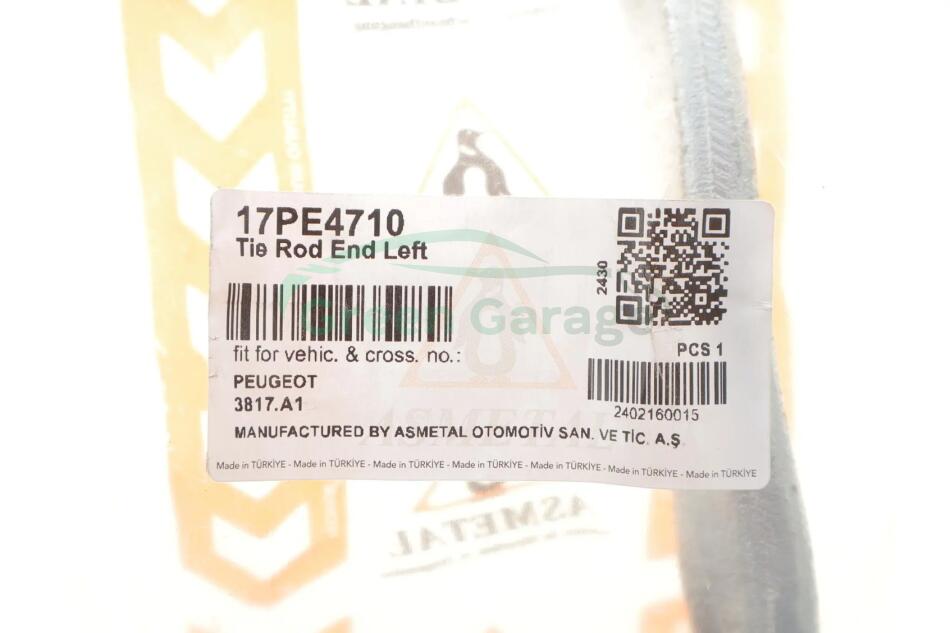 17PE4710
Tie Rod End Left
2430
Green Garage
fit for vehic. & cross. no.:
PCS 1
PEUGEOT
3817.A1
2402160015
MANUFACTURED BY ASMETAL OTOMOTİV SAN. VE TİC. A.Ş
Made in TÜRKİYE - Made in TÜRKİYE - Made in TÜRKİYE - Made in TÜRKİYE - Made in TÜRKİYE - Made in TÜRKİYE - Made in TÜRKİYE
ASMETAL